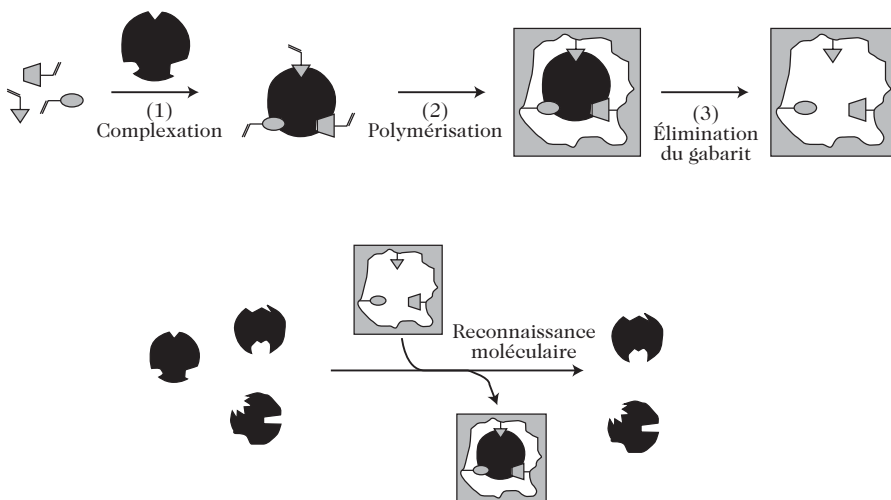 (1)
Complexation
(2)
Polymérisation
(3)
Élimination
du gabarit
Reconnaissance
moléculaire